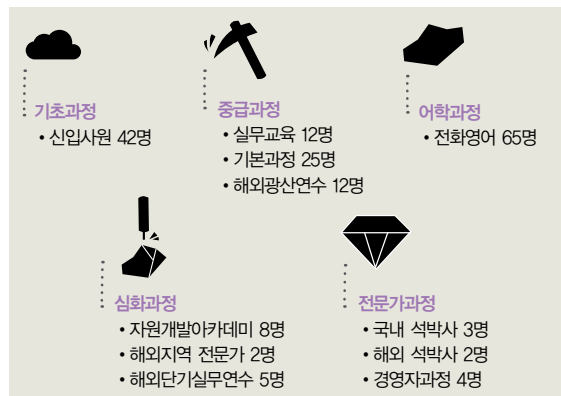 기초과정
• 신입사원 42명
중급과정
• 실무교육 12명
• 기본과정 25명
• 해외광산연수 12명
어학과정
• 전화영어 65명
심화과정
• 자원개발아카데미 8명
• 해외지역 전문가 2명
• 해외단기실무연수 5명
전문가과정
• 국내 석박사 3명
• 해외 석박사 2명
• 경영자과정 4명